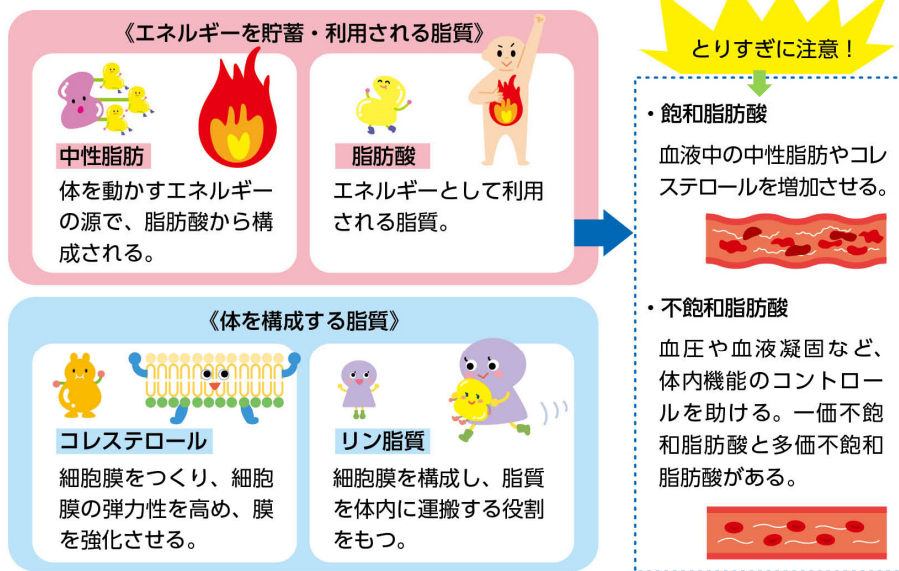 《エネルギーを貯蓄・利用される脂質》
中性脂肪
体を動かすエネルギー
の源で、脂肪酸から構
成される。
脂肪酸
エネルギーとして利用
される脂質。
《体を構成する脂質》
コレステロール
細胞膜をつくり、細胞
膜の弾力性を高め、膜
を強化させる。
リン脂質
細胞膜を構成し、脂質
を体内に運搬する役割
をもつ。
とりすぎに注意！
・飽和脂肪酸
血液中の中性脂肪やコレ
ステロールを増加させる。
・不飽和脂肪酸
血圧や血液凝固など、
体内機能のコントロー
ルを助ける。一価不飽
和脂肪酸と多価不飽和
脂肪酸がある。